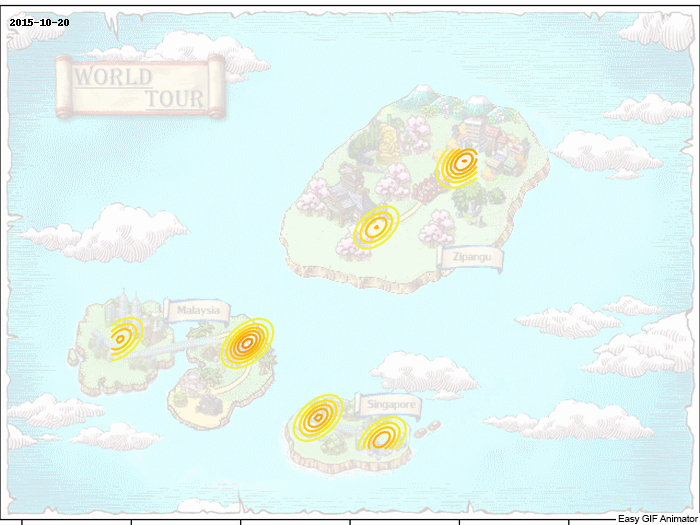 2015-10-20
WORLD
TOUR
Zipangu
Malaysia
Singapore
Easy GIF Animator